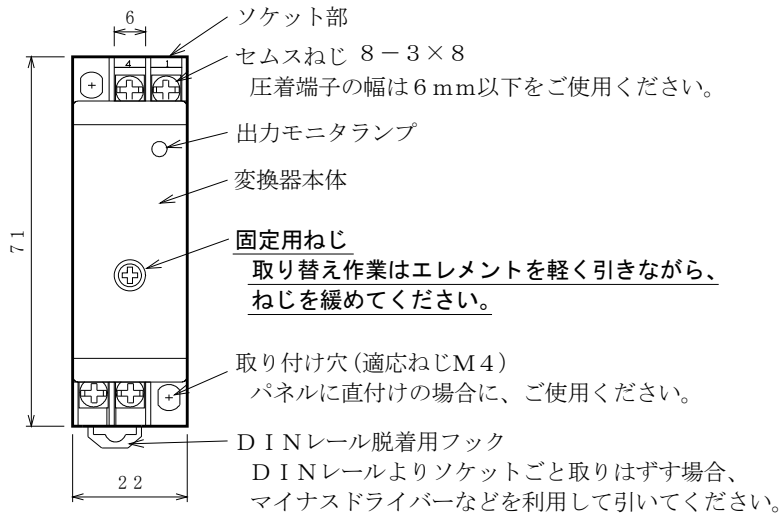 6
ソケット部
セムスねじ 8-3×8
圧着端子の幅は6mm以下をご使用ください。
4 1
出力モニタランプ
変換器本体
71
固定用ねじ
取り替え作業はエレメントを軽く引きながら、
ねじを緩めてください。
取り付け穴(適応ねじM4)
パネルに直付けの場合に、ご使用ください。
DINレール脱着用フック
22
DINレールよりソケットごと取りはずす場合、
マイナスドライバーなどを利用して引いてください。